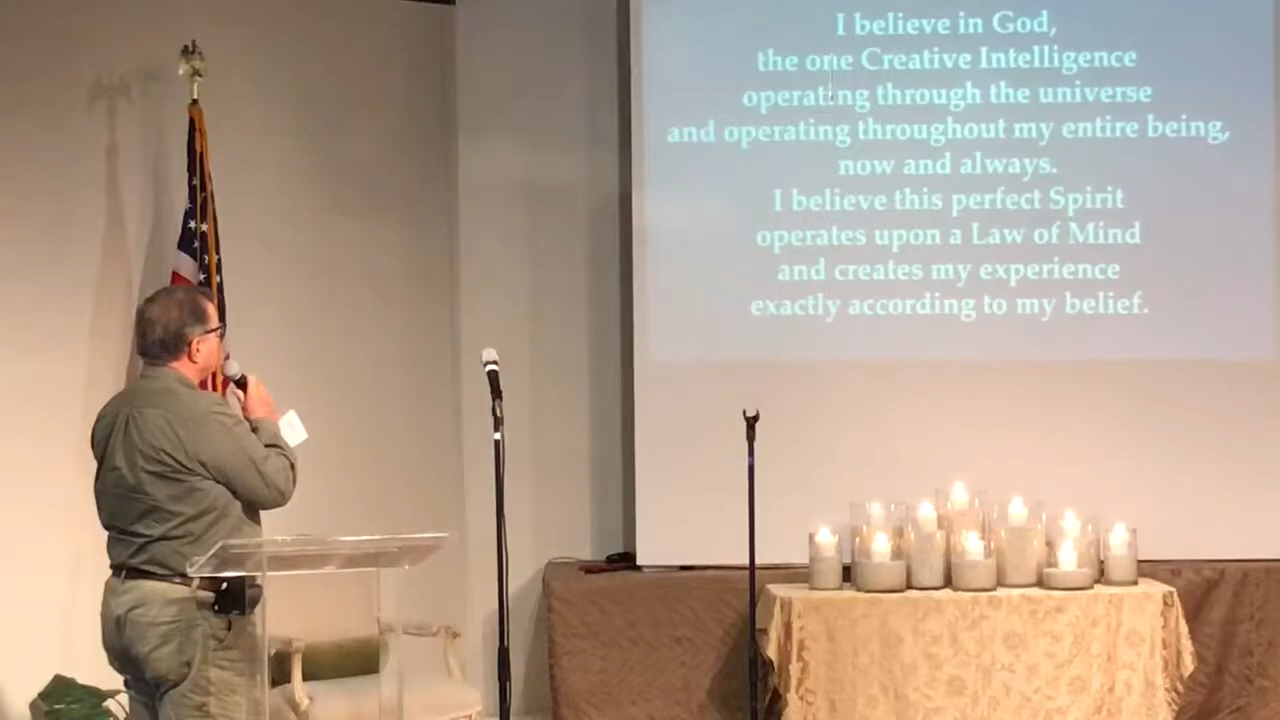 I believe in God,
the one Creative Intelligence
operating through the universe
and operating throughout my entire being,
now and always.
I believe this perfect Spirit
operates upon a Law of Mind
and creates my experience
exactly according to my belief.